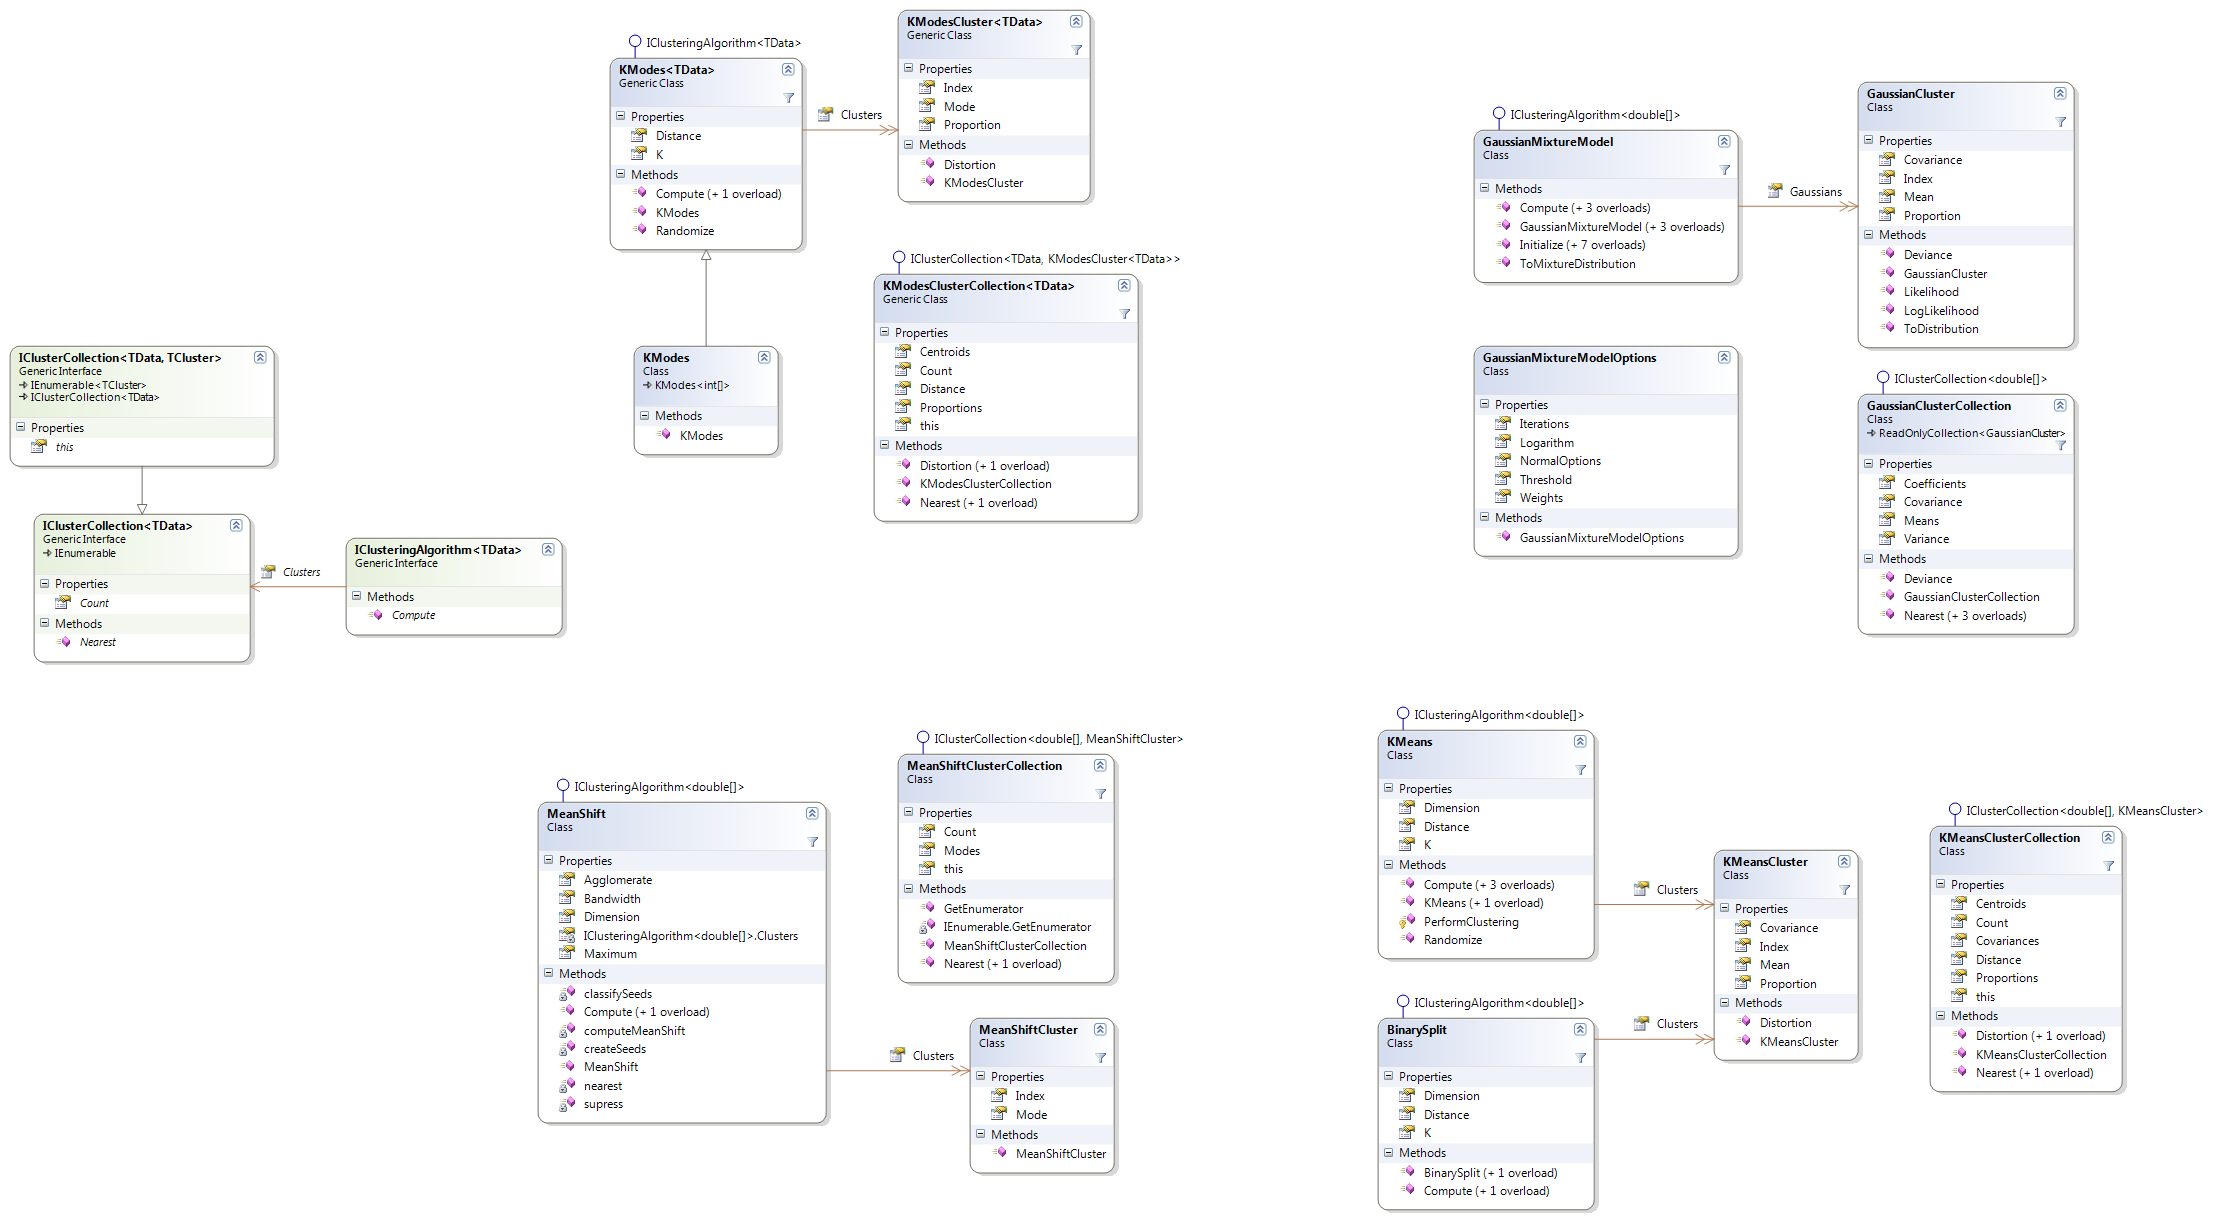 IClusteringAlgorithm<TData>
KModes<TData>
Generic Class
Properties
Distance
K
Methods
Compute (+ 1 overload)
KModes
Randomize
Clusters
KModesCluster<TData>
Generic Class
Properties
Index
Mode
Proportion
Methods
Distortion
KModesCluster
KModes
Class
KModes<int[]>
Methods
KModes
IClusterCollection<TData, KModesCluster<TData>>
KModesClusterCollection<TData>
Generic Class
Properties
Centroids
Count
Distance
Proportions
this
Methods
Distortion (+ 1 overload)
KModesClusterCollection
Nearest (+ 1 overload)
IClusteringAlgorithm<double[]>
GaussianMixtureModel
Class
Methods
Compute (+ 3 overloads)
GaussianMixtureModel (+ 3 overloads)
Initialize (+ 7 overloads)
ToMixtureDistribution
Gaussians
GaussianCluster
Class
Properties
Covariance
Index
Mean
Proportion
Methods
Deviance
GaussianCluster
Likelihood
LogLikelihood
ToDistribution
GaussianMixtureModelOptions
Class
Properties
Iterations
Logarithm
NormalOptions
Threshold
Weights
Methods
GaussianMixtureModelOptions
IClusterCollection<double[]>
GaussianClusterCollection
Class
ReadOnlyCollection<GaussianCluster>
Properties
Coefficients
Covariance
Means
Variance
Methods
Deviance
GaussianClusterCollection
Nearest (+ 3 overloads)
IClusterCollection<TData, TCluster>
Generic Interface
IEnumerable<TCluster>
IClusterCollection<TData>
Properties
this
IClusterCollection<TData>
Generic Interface
IEnumerable
Properties
Count
Methods
Nearest
Clusters
IClusteringAlgorithm<TData>
Generic Interface
Methods
Compute
IClusteringAlgorithm<double[]>
MeanShift
Class
Properties
Agglomerate
Bandwidth
Dimension
IClusteringAlgorithm<double[]>.Clusters
Maximum
Methods
classifySeeds
Compute (+ 1 overload)
computeMeanShift
createSeeds
MeanShift
nearest
supress
IClusterCollection<double[], MeanShiftCluster>
MeanShiftClusterCollection
Class
Properties
Count
Modes
this
Methods
GetEnumerator
IEnumerable.GetEnumerator
MeanShiftClusterCollection
Nearest (+ 1 overload)
Clusters
MeanShiftCluster
Class
Properties
Index
Mode
Methods
MeanShiftCluster
IClusteringAlgorithm<double[]>
KMeans
Class
Properties
Dimension
Distance
K
Methods
Compute (+ 3 overloads)
KMeans (+ 1 overload)
PerformClustering
Randomize
Clusters
IClusteringAlgorithm<double[]>
BinarySplit
Class
Properties
Dimension
Distance
K
Methods
BinarySplit (+ 1 overload)
Compute (+ 1 overload)
Clusters
KMeansCluster
Class
Properties
Covariance
Index
Mean
Proportion
Methods
Distortion
KMeansCluster
IClusterCollection<double[], KMeansCluster>
KMeansClusterCollection
Class
Properties
Centroids
Count
Covariances
Distance
Proportions
this
Methods
Distortion (+ 1 overload)
KMeansClusterCollection
Nearest (+ 1 overload)